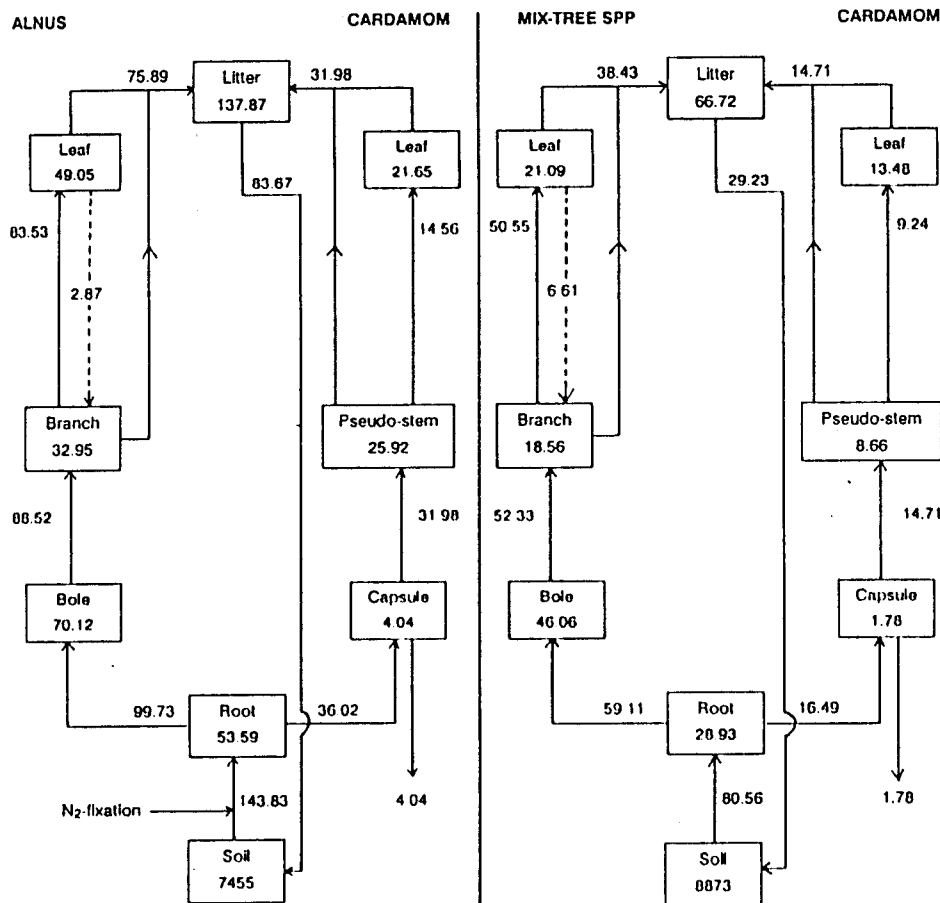 ALNUS
CARDAMOM
MIX-TREE SPP
CARDAMOM
75.89
Litter
137.87
31.98
Leaf
49.05
Leaf
21.65
83.67
83.53
14.56
2.87
Branch
32.95
Pseudo-stem
25.92
88.52
31.98
Bole
70.12
Capsule
4.04
99.73
Root
53.59
36.02
4.04
N₂-fixation
143.83
Soil
7455
38.43
Litter
66.72
14.71
Leaf
21.09
Leaf
13.48
29.23
50.55
9.24
6.61
Branch
18.56
Pseudo-stem
8.66
52.33
14.71
Bole
46.06
Capsule
1.78
59.11
Root
28.93
16.49
1.78
80.56
Soil
8873